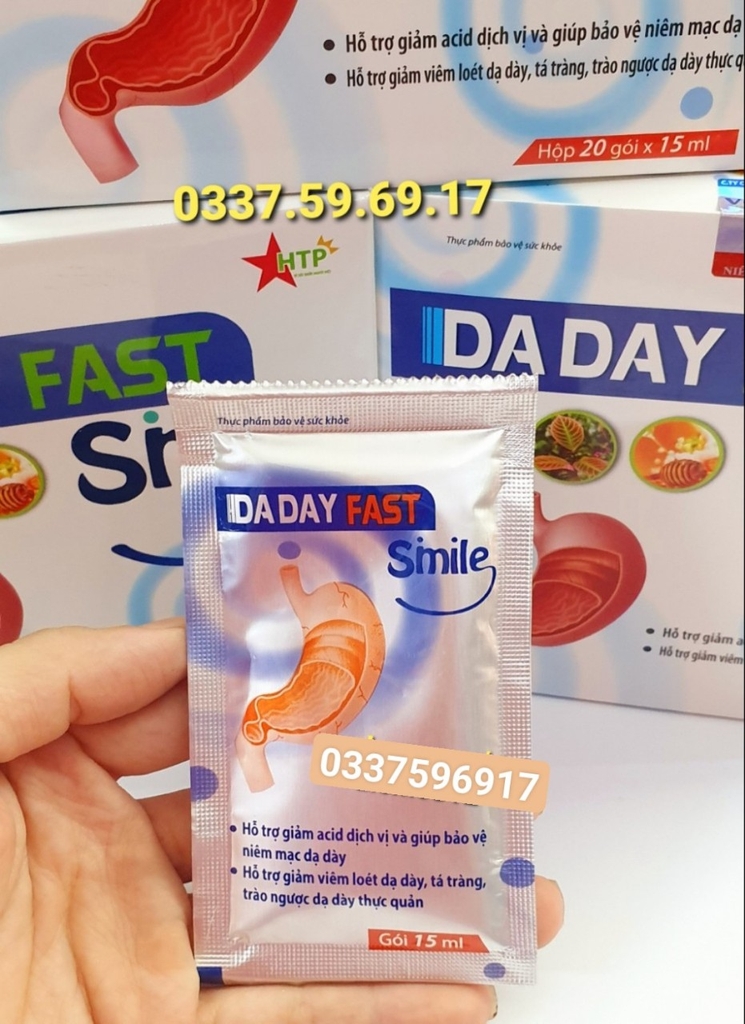 • Hỗ trợ giảm acid dịch vị và giúp bảo vệ niêm mạc dạ
• Hỗ trợ giảm viêm loét dạ dày, tá tràng, trào ngược dạ dày thực
Hộp 20 gói x 15 ml
0337.59.69.17
HTP
Thực phẩm bảo vệ sức khỏe
DA DAY
FAST
Thực phẩm bảo vệ sức khỏe
DA DAY FAST
Smile
• Hỗ trợ giảm
• Hỗ trợ giảm viêm
0337596917
• Hỗ trợ giảm acid dịch vị và giúp bảo vệ
niêm mạc dạ dày
• Hỗ trợ giảm viêm loét dạ dày, tá tràng,
trào ngược dạ dày thực quản
Gói 15 ml